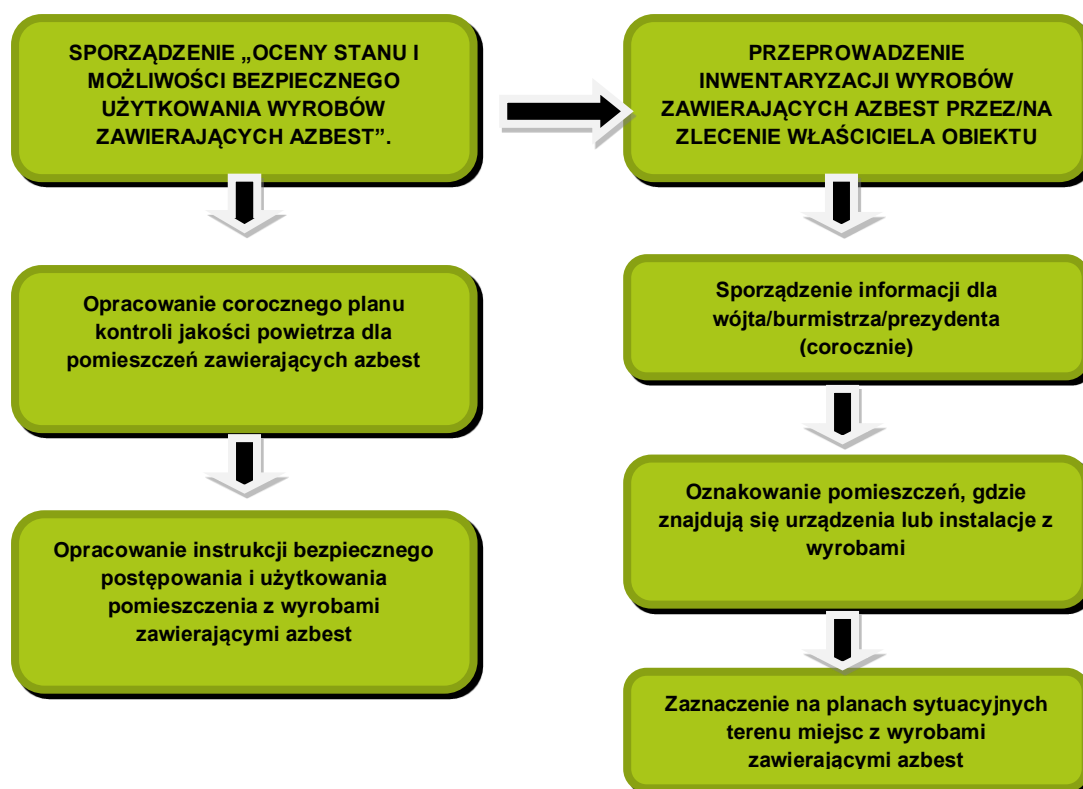 SPORZĄDZENIE „OCENY STANU I
MOŻLIWOŚCI BEZPIECZNEGO
UŻYTKOWANIA WYROBÓW
ZAWIERAJĄCYCH AZBEST”.
Opracowanie corocznego planu
kontroli jakości powietrza dla
pomieszczeń zawierających azbest
Opracowanie instrukcji bezpiecznego
postępowania i użytkowania
pomieszczenia z wyrobami
zawierającymi azbest
PRZEPROWADZENIE
INWENTARYZACJI WYROBÓW
ZAWIERAJĄCYCH AZBEST PRZEZ/NA
ZLECENIE WŁAŚCICIELA OBIEKTU
Sporządzenie informacji dla
wójta/burmistrza/prezydenta
(corocznie)
Oznakowanie pomieszczeń, gdzie
znajdują się urządzenia lub instalacje z
wyrobami
Zaznaczenie na planach sytuacyjnych
terenu miejsc z wyrobami
zawierającymi azbest